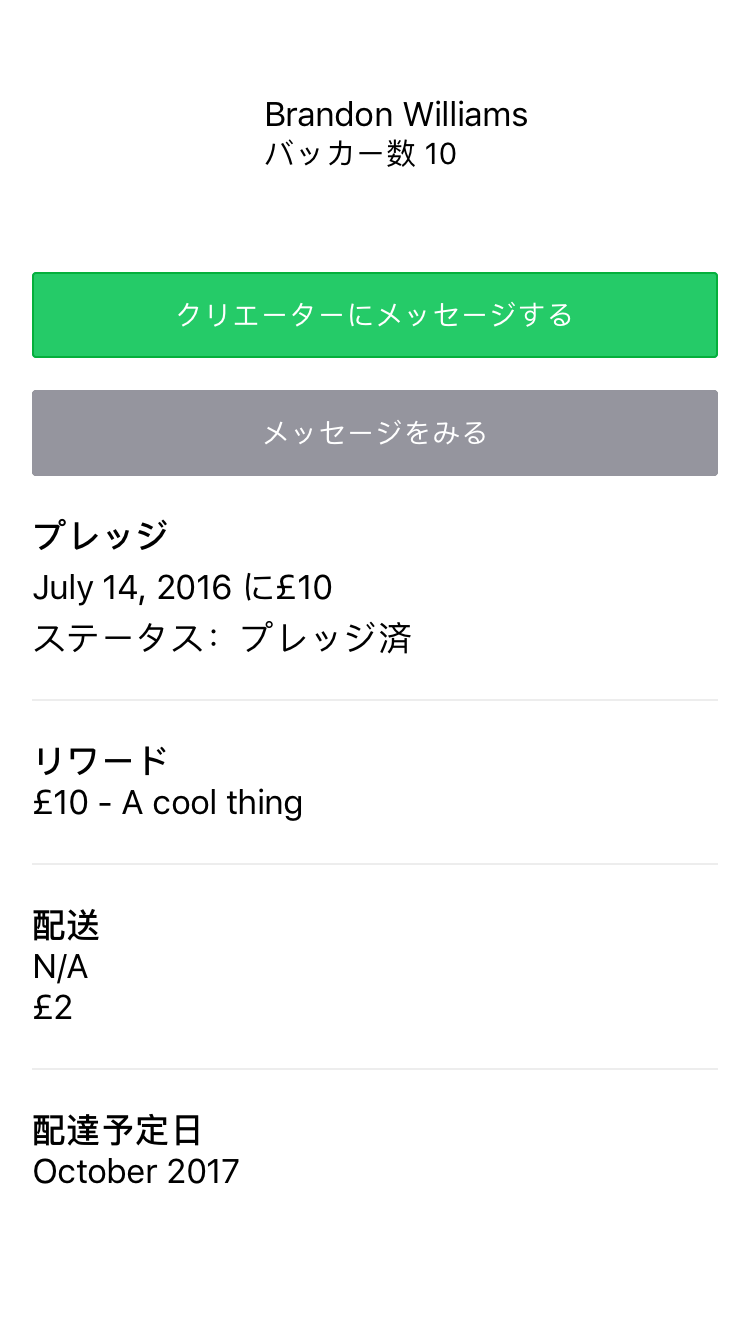 Brandon Williams
バッカー数 10
クリエーターにメッセージする
メッセージをみる
プレッジ
July 14, 2016 に£10
ステータス：プレッジ済
リワード
£10 - A cool thing
配送
N/A
£2
配達予定日
October 2017